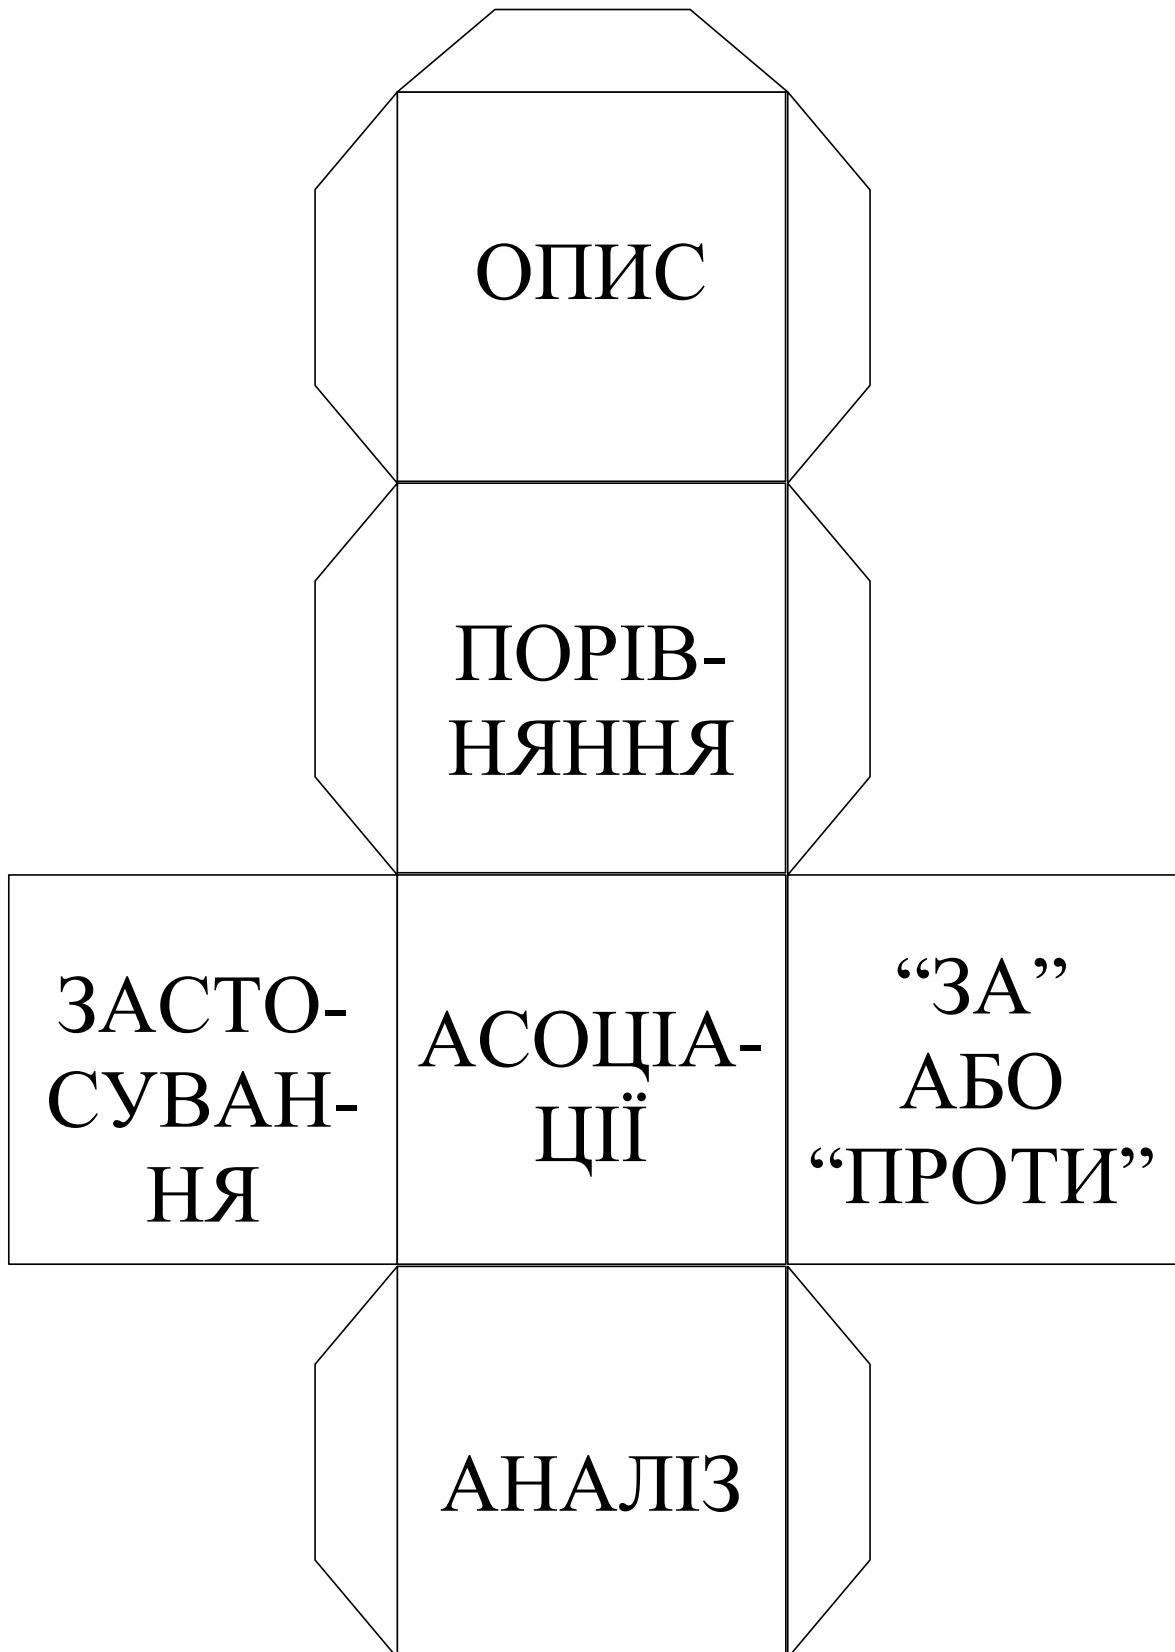 ОПИС
ПОРІВ-
НЯННЯ
ЗАСТО-
СУВАН-
НЯ
АСОЦІА-
ЦІЇ
“ЗА”
АБО
“ПРОТИ”
АНАЛІЗ